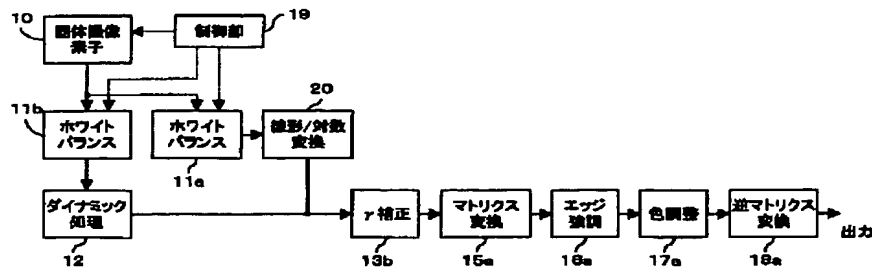 10
固体撮像
素子
制御部
19
11b
ホワイト
バランス
ホワイト
バランス
11a
20
線形/対数
変換
ダイナミック
処理
12
γ補正
13b
マトリクス
変換
15a
エッジ
強調
16a
色調整
17a
逆マトリクス
変換
18a
出力